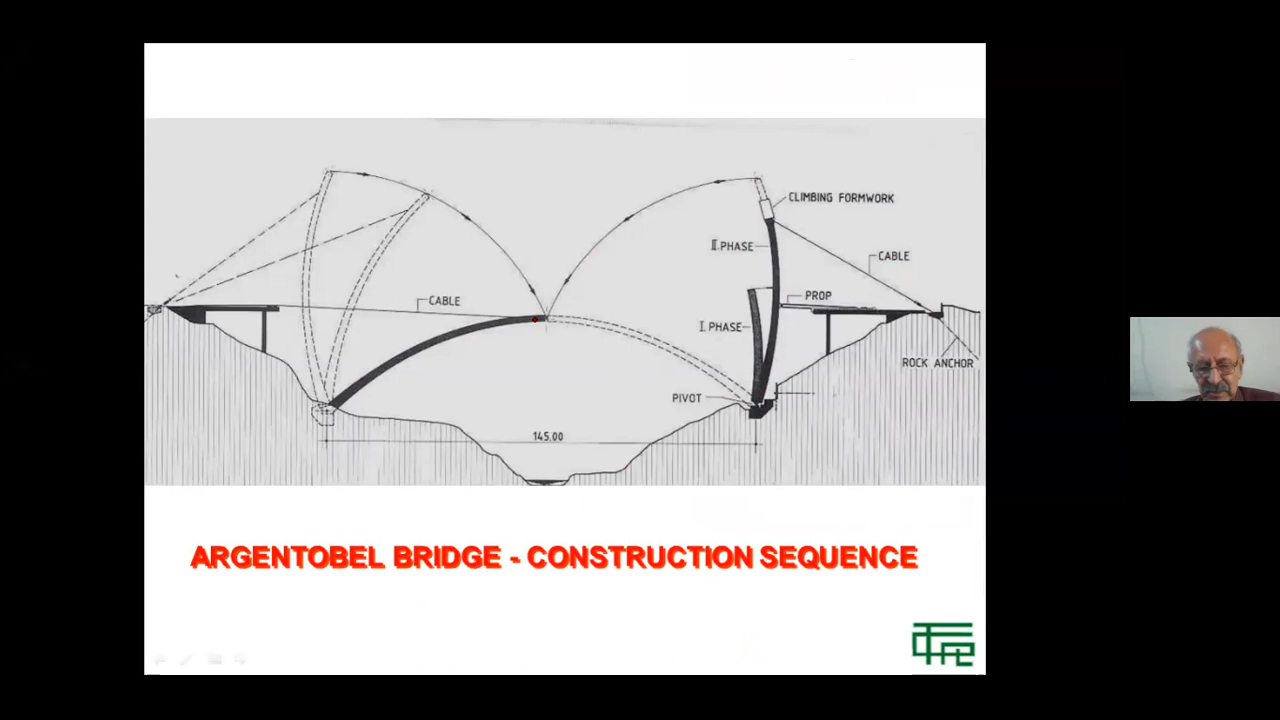 CLIMBING FORMWORK
II.PHASE
CABLE
PROP
CABLE
I.PHASE
ROCK ANCHOR
PIVOT
145.00
ARGENTOBEL BRIDGE - CONSTRUCTION SEQUENCE